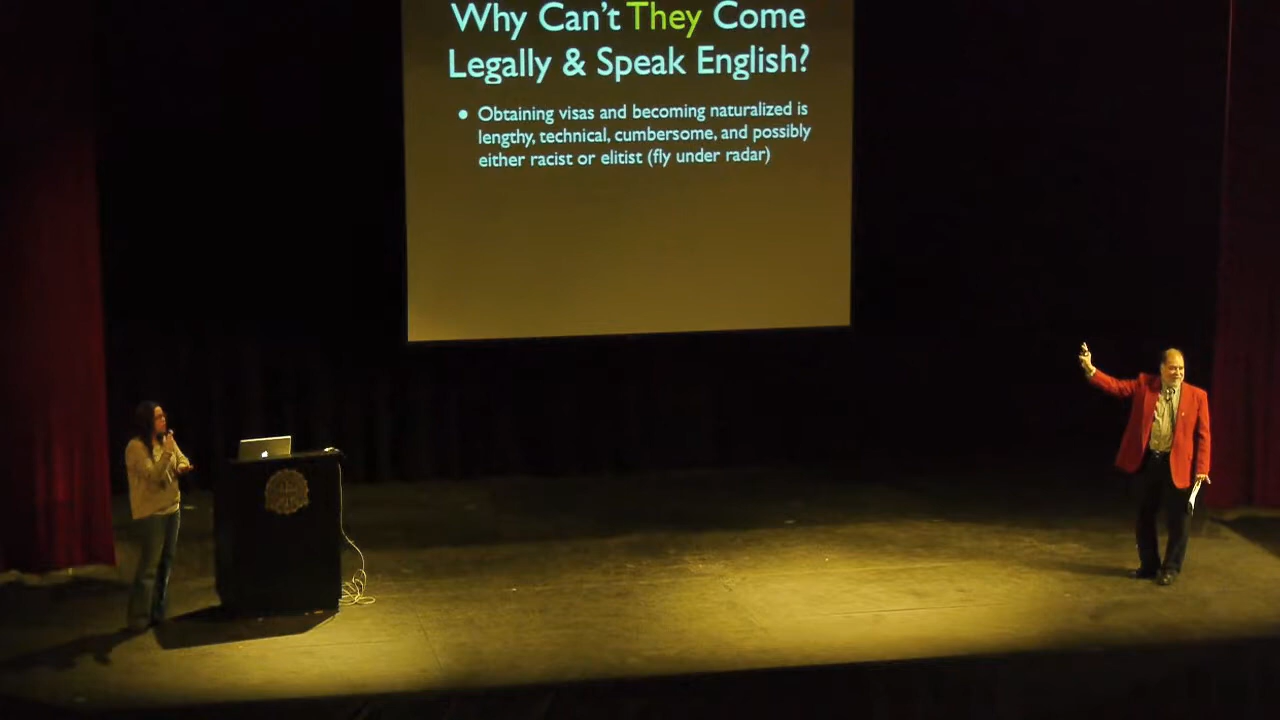 Why Can't They Come
Legally & Speak English?
• Obtaining visas and becoming naturalized is
lengthy, technical, cumbersome, and possibly
either racist or elitist (fly under radar)